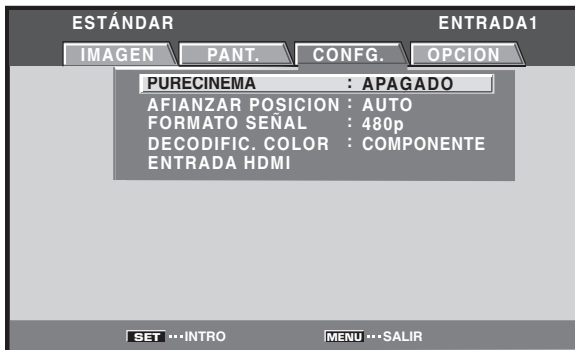 ESTÁNDAR ENTRADA1
IMAGEN PANT. CONFG. OPCION
PURECINEMA : APAGADO
AFIANZAR POSICION : AUTO
FORMATO SEÑAL : 480p
DECODIFIC. COLOR : COMPONENTE
ENTRADA HDMI
SET ···INTRO MENU ···SALIR